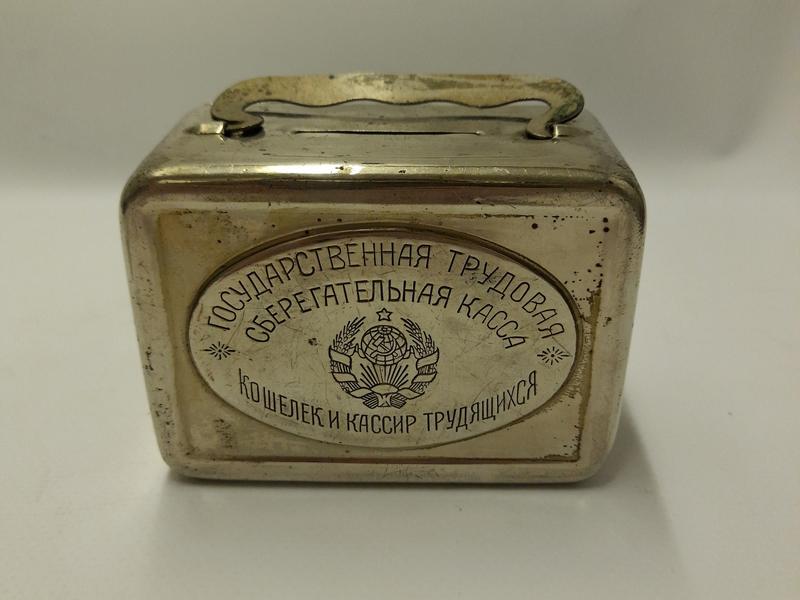 ГОСУДАРСТВЕННАЯ ТРУДОВАЯ
СБЕРЕГАТЕЛЬНАЯ КАССА
КОШЕЛЕК И КАССИР ТРУДЯЩИХСЯ